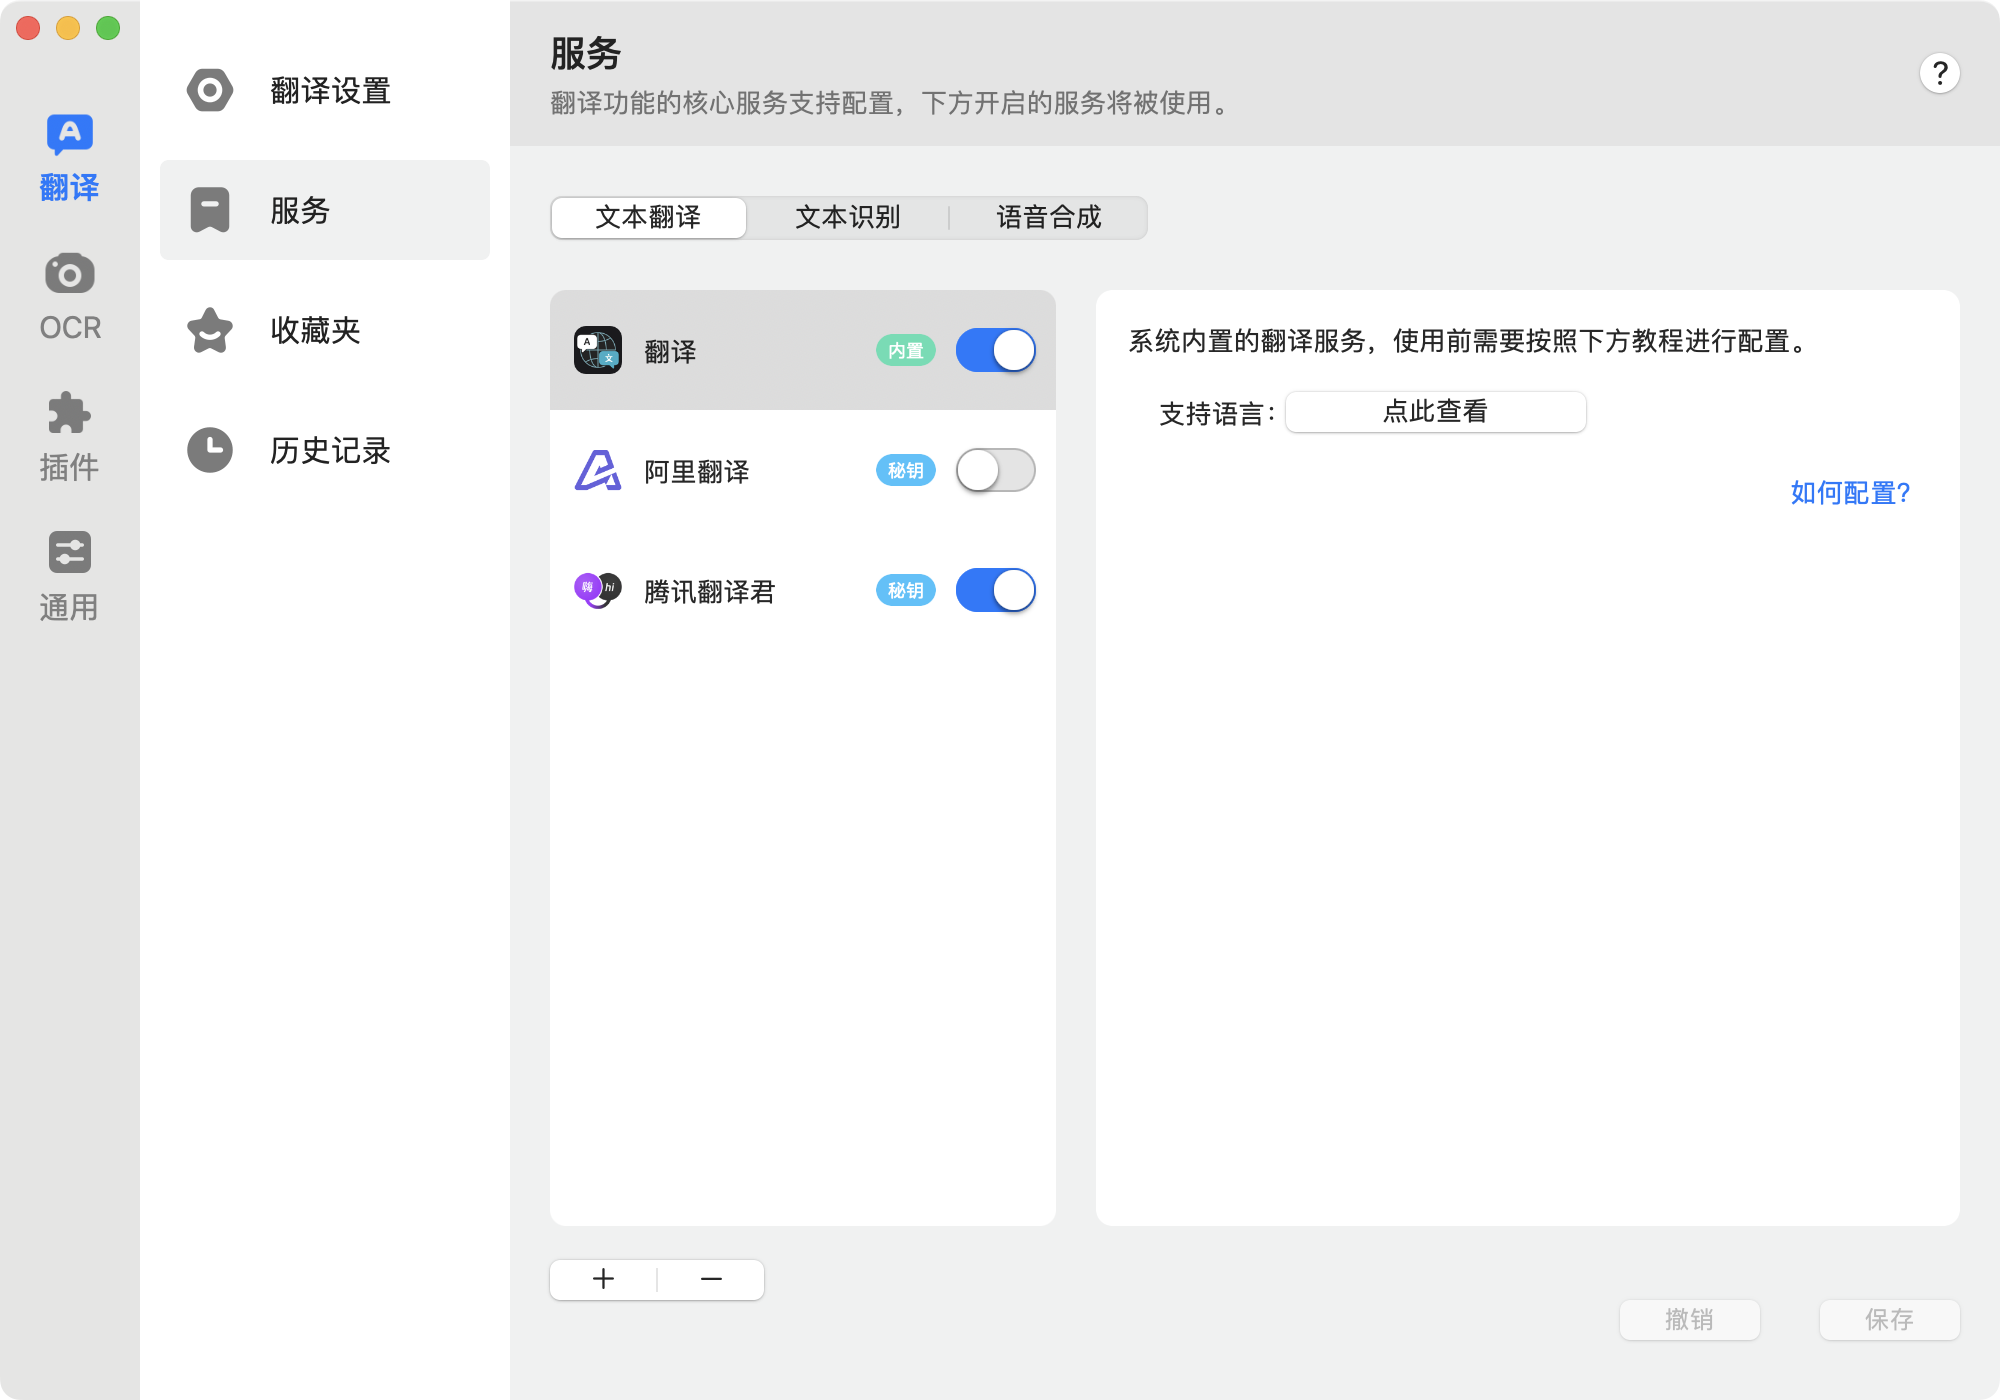 翻译
OCR
插件
通用
翻译设置
服务
收藏夹
历史记录
服务
翻译功能的核心服务支持配置，下方开启的服务将被使用。
?
文本翻译
文本识别
语音合成
A
文
翻译
内置
阿里翻译
秘钥
嗨
hi
腾讯翻译君
秘钥
系统内置的翻译服务，使用前需要按照下方教程进行配置。
支持语言：
点此查看
如何配置?
撤销
保存